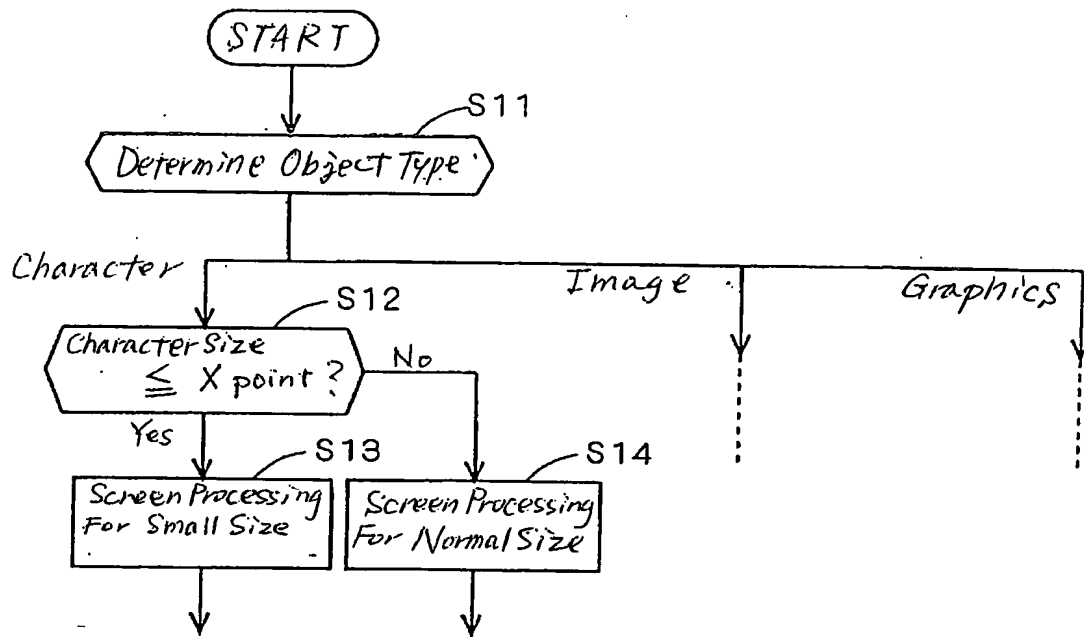 START
S11
Determine Object Type
Character
Image
Graphics
S12
Character Size
≦ X point ?
No
Yes
S13
S14
Screen Processing
For Small Size
Screen Processing
For Normal Size